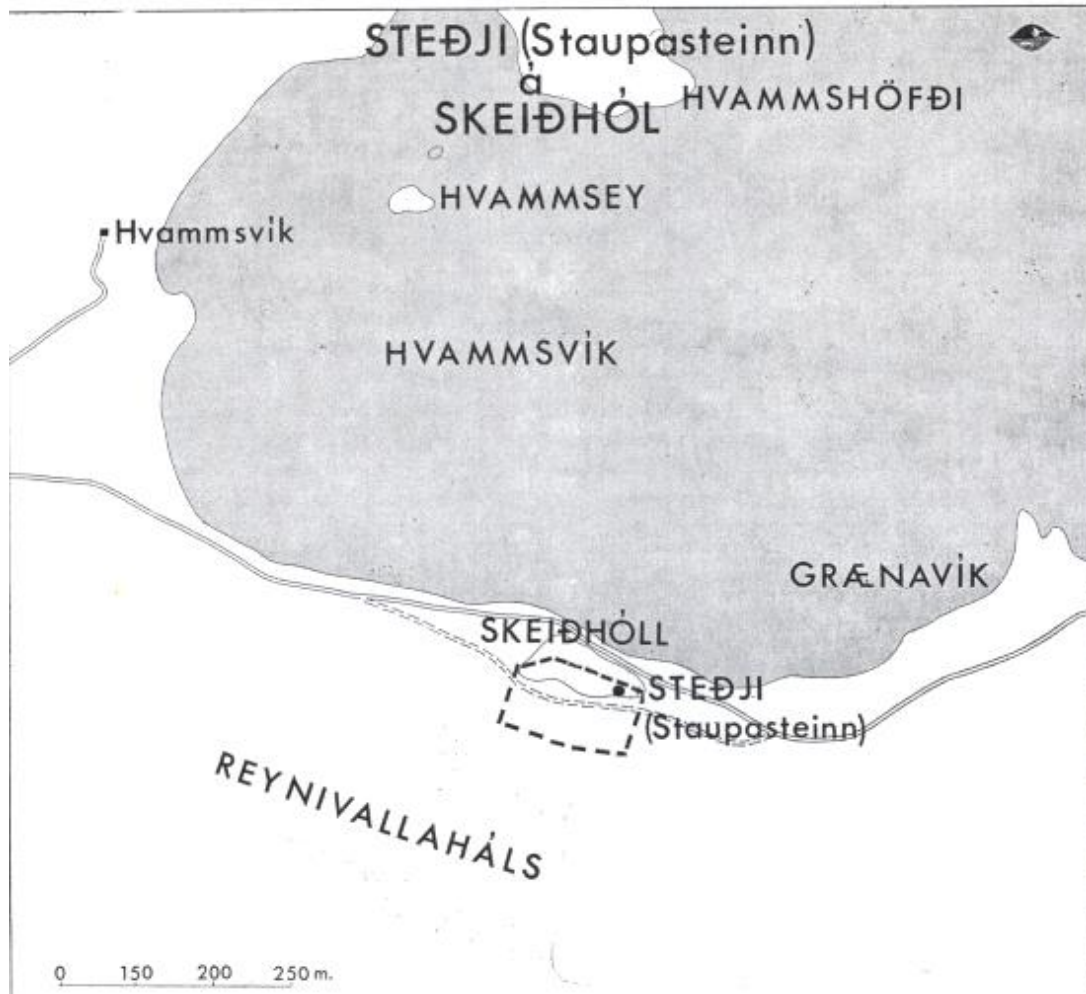 STEÐJI (Staupasteinn)
á
SKEIÐHÓL
HVAMMSHÖFÐI
HVAMMSEY
Hvammsvík
HVAMMSVÍK
GRÆNAVÍK
SKEIÐHÓLL
STEÐJI
(Staupasteinn)
REYNIVALLAHÁLS
0 150 200 250 m.